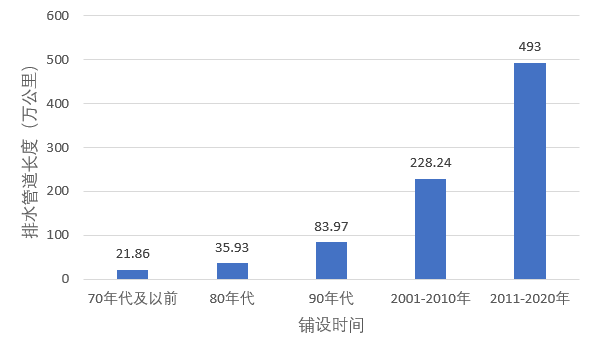 600
500
400
300
200
100
0
排水管道长度（万公里）
21.86
35.93
83.97
228.24
493
70年代及以前
80年代
90年代
2001-2010年
2011-2020年
铺设时间